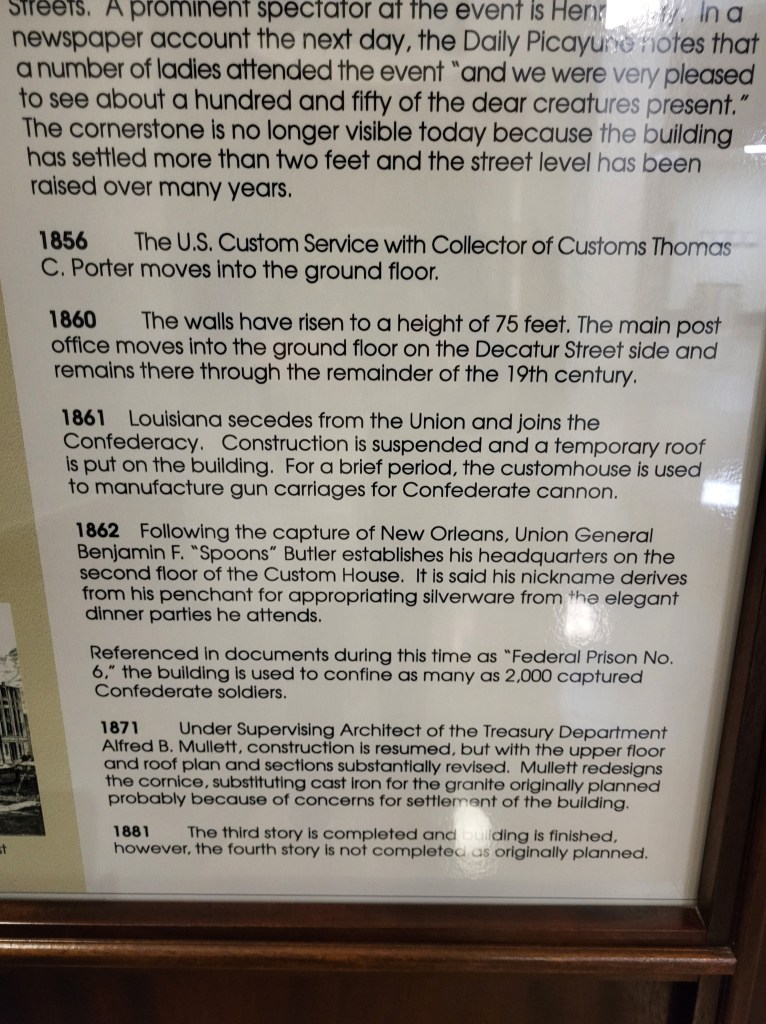 Streets. A prominent spectator at the event is In a
newspaper account the next day, the Daily Picayune notes that
a number of ladies attended the event "and we were very pleased
to see about a hundred and fifty of the dear creatures present."
The cornerstone is no longer visible today because the building
has settled more than two feet and the street level has been
raised over many years.
1856 The U.S. Custom Service with Collector of Customs Thomas
C. Porter moves into the ground floor.
1860 The walls have risen to a height of 75 feet. The main post
office moves into the ground floor on the Decatur Street side and
remains there through the remainder of the 19th century.
1861 Louisiana secedes from the Union and joins the
Confederacy. Construction is suspended and a temporary roof
is put on the building. For a brief period, the customhouse is used
to manufacture gun carriages for Confederate cannon.
1862 Following the capture of New Orleans, Union General
Benjamin F. "Spoons" Butler establishes his headquarters on the
second floor of the Custom House. It is said his nickname derives
from his penchant for appropriating silverware from the elegant
dinner parties he attends.
Referenced in documents during this time as "Federal Prison No.
6," the building is used to confine as many as 2,000 captured
Confederate soldiers.
1871 Under Supervising Architect of the Treasury Department
Alfred B. Mullett, construction is resumed, but with the upper floor
and roof plan and sections substantially revised. Mullett redesigns
the cornice, substituting cast iron for the granite originally planned
probably because of concerns for settlement of the building.
1881 The third story is completed and building is finished,
however, the fourth story is not completed as originally planned.